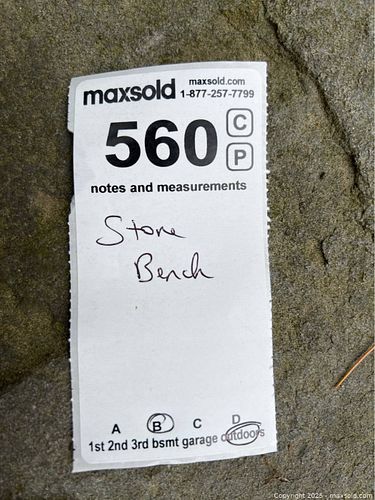 maxsold maxsold.com
1-877-257-7799
560 C
P
notes and measurements
Stone
Bench
A B C D
1st 2nd 3rd bsmt garage outdoors
Copyright 2025 - maxsold.com